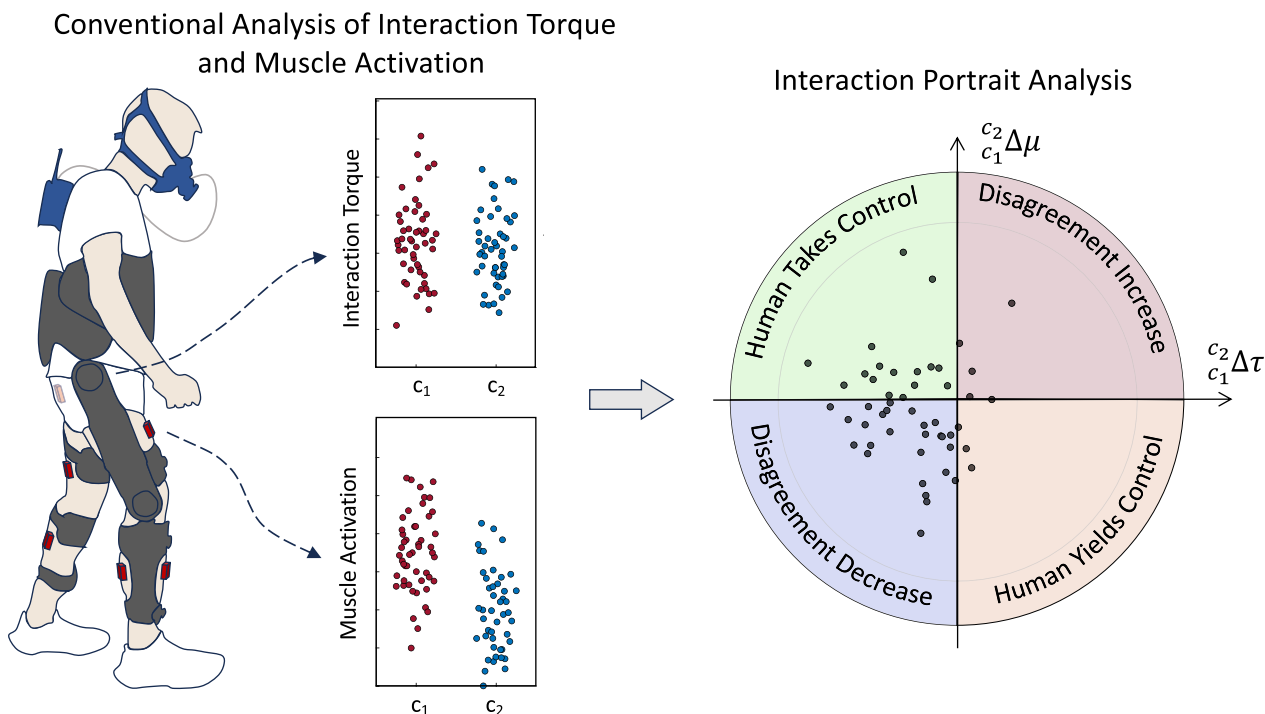 Conventional Analysis of Interaction Torque
and Muscle Activation
Interaction Torque
c₁ c₂
Muscle Activation
c₁ c₂
Interaction Portrait Analysis
c₂
c₁Δμ
c₂
c₁Δτ
Human Takes Control
Disagreement Increase
Disagreement Decrease
Human Yields Control